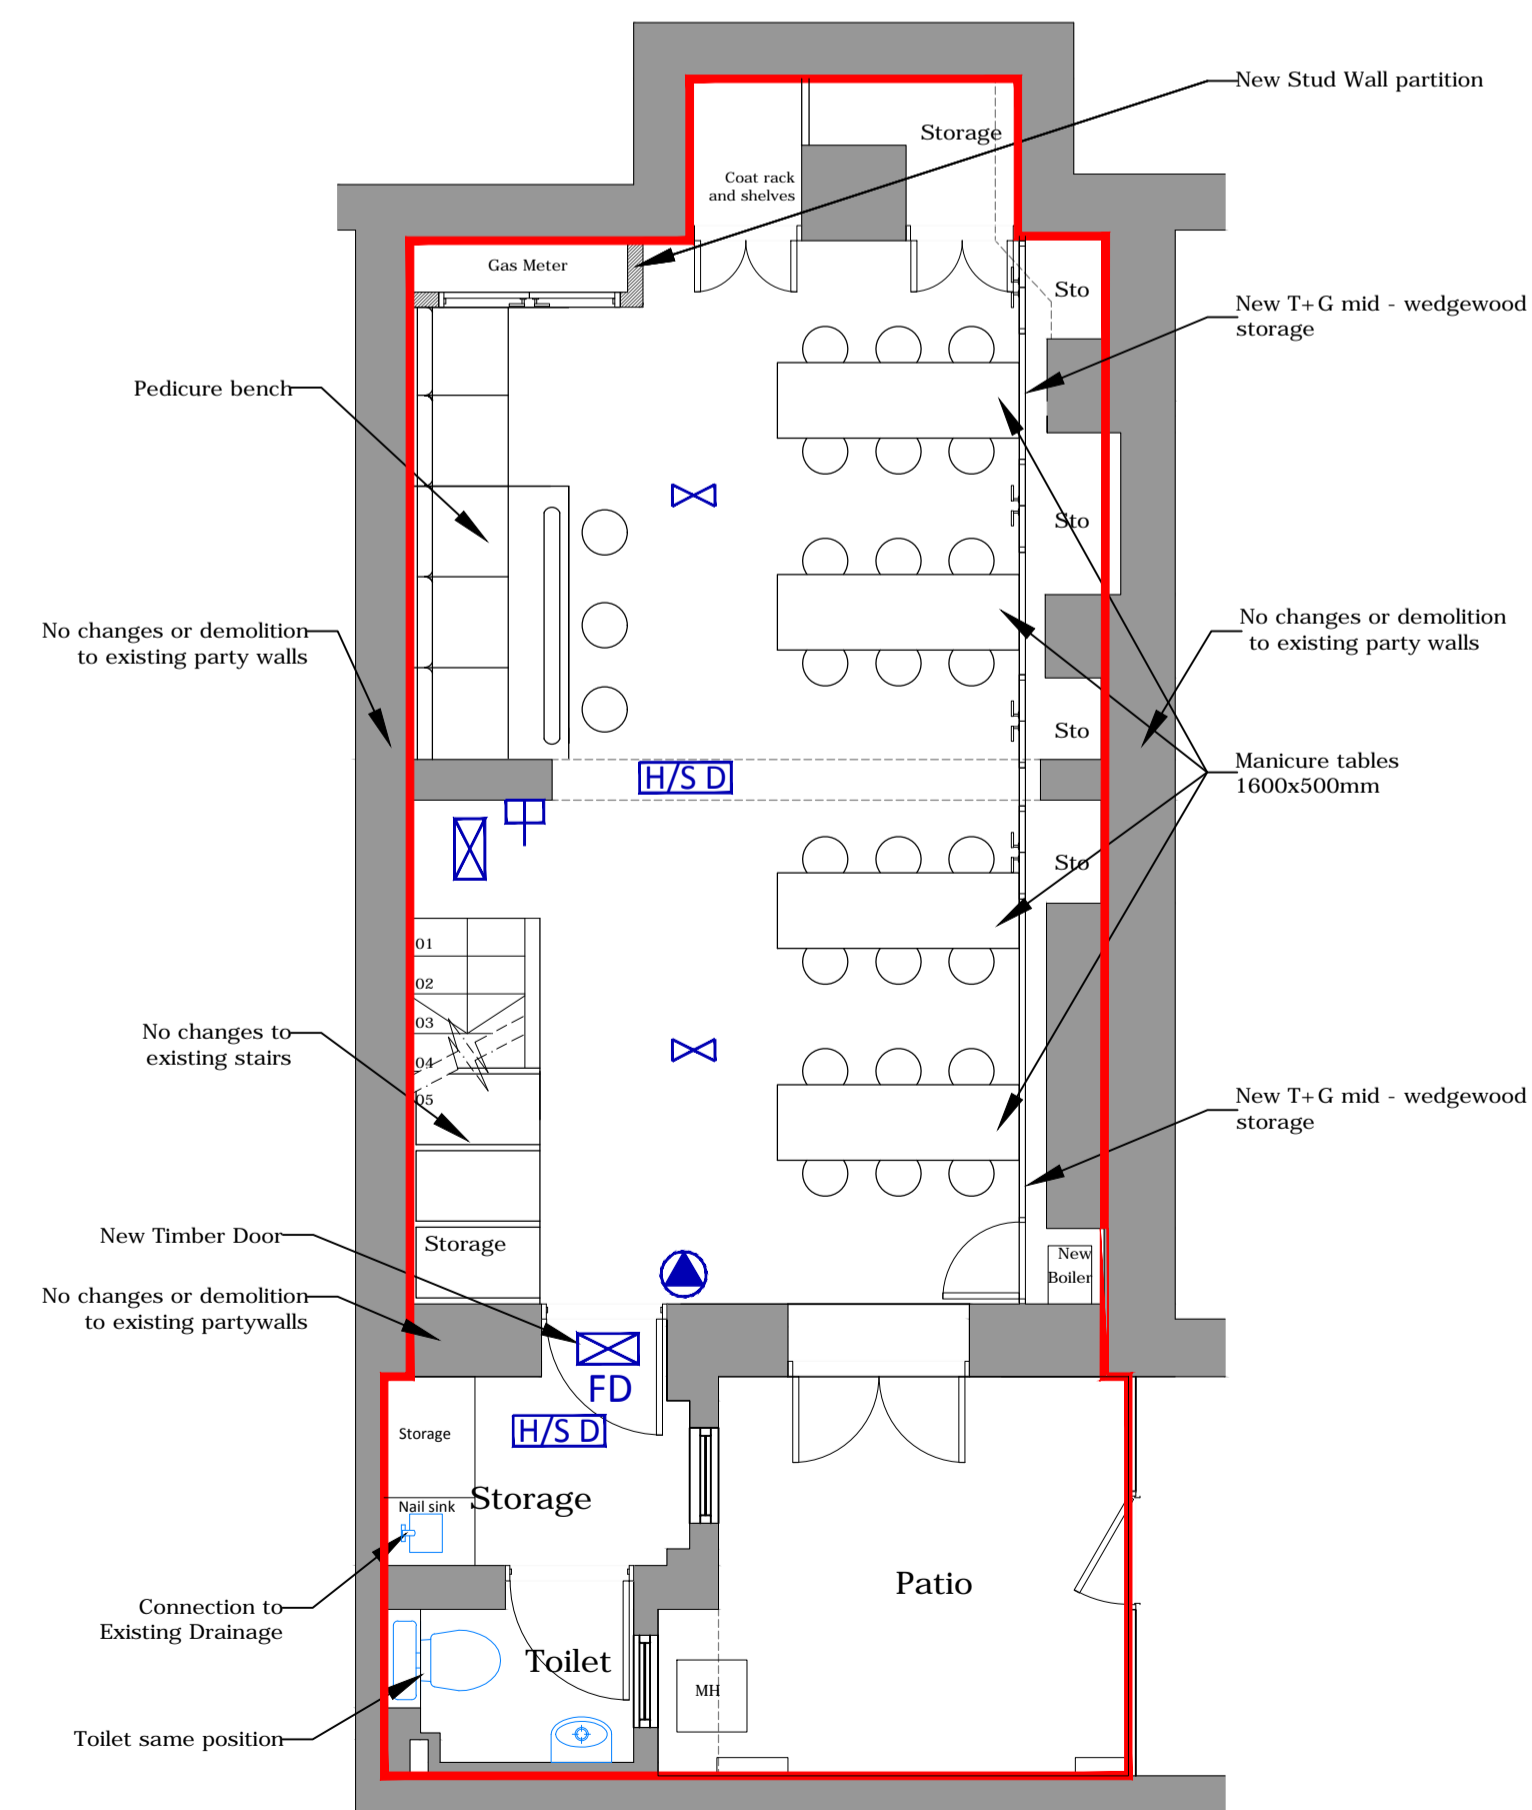 New Stud Wall partition
Storage
Coat rack
and shelves
Gas Meter
Sto
New T+G mid - wedgewood
storage
Pedicure bench
Sto
No changes or demolition
to existing party walls
No changes or demolition
to existing party walls
Sto
H/S D
Manicure tables
1600x500mm
Sto
01
02
03
04
05
No changes to
existing stairs
New T+G mid - wedgewood
storage
New Timber Door
Storage
New
Boiler
No changes or demolition
to existing partywalls
FD
H/S D
Storage
Nail sink
Storage
Patio
Connection to
Existing Drainage
Toilet
MH
Toilet same position